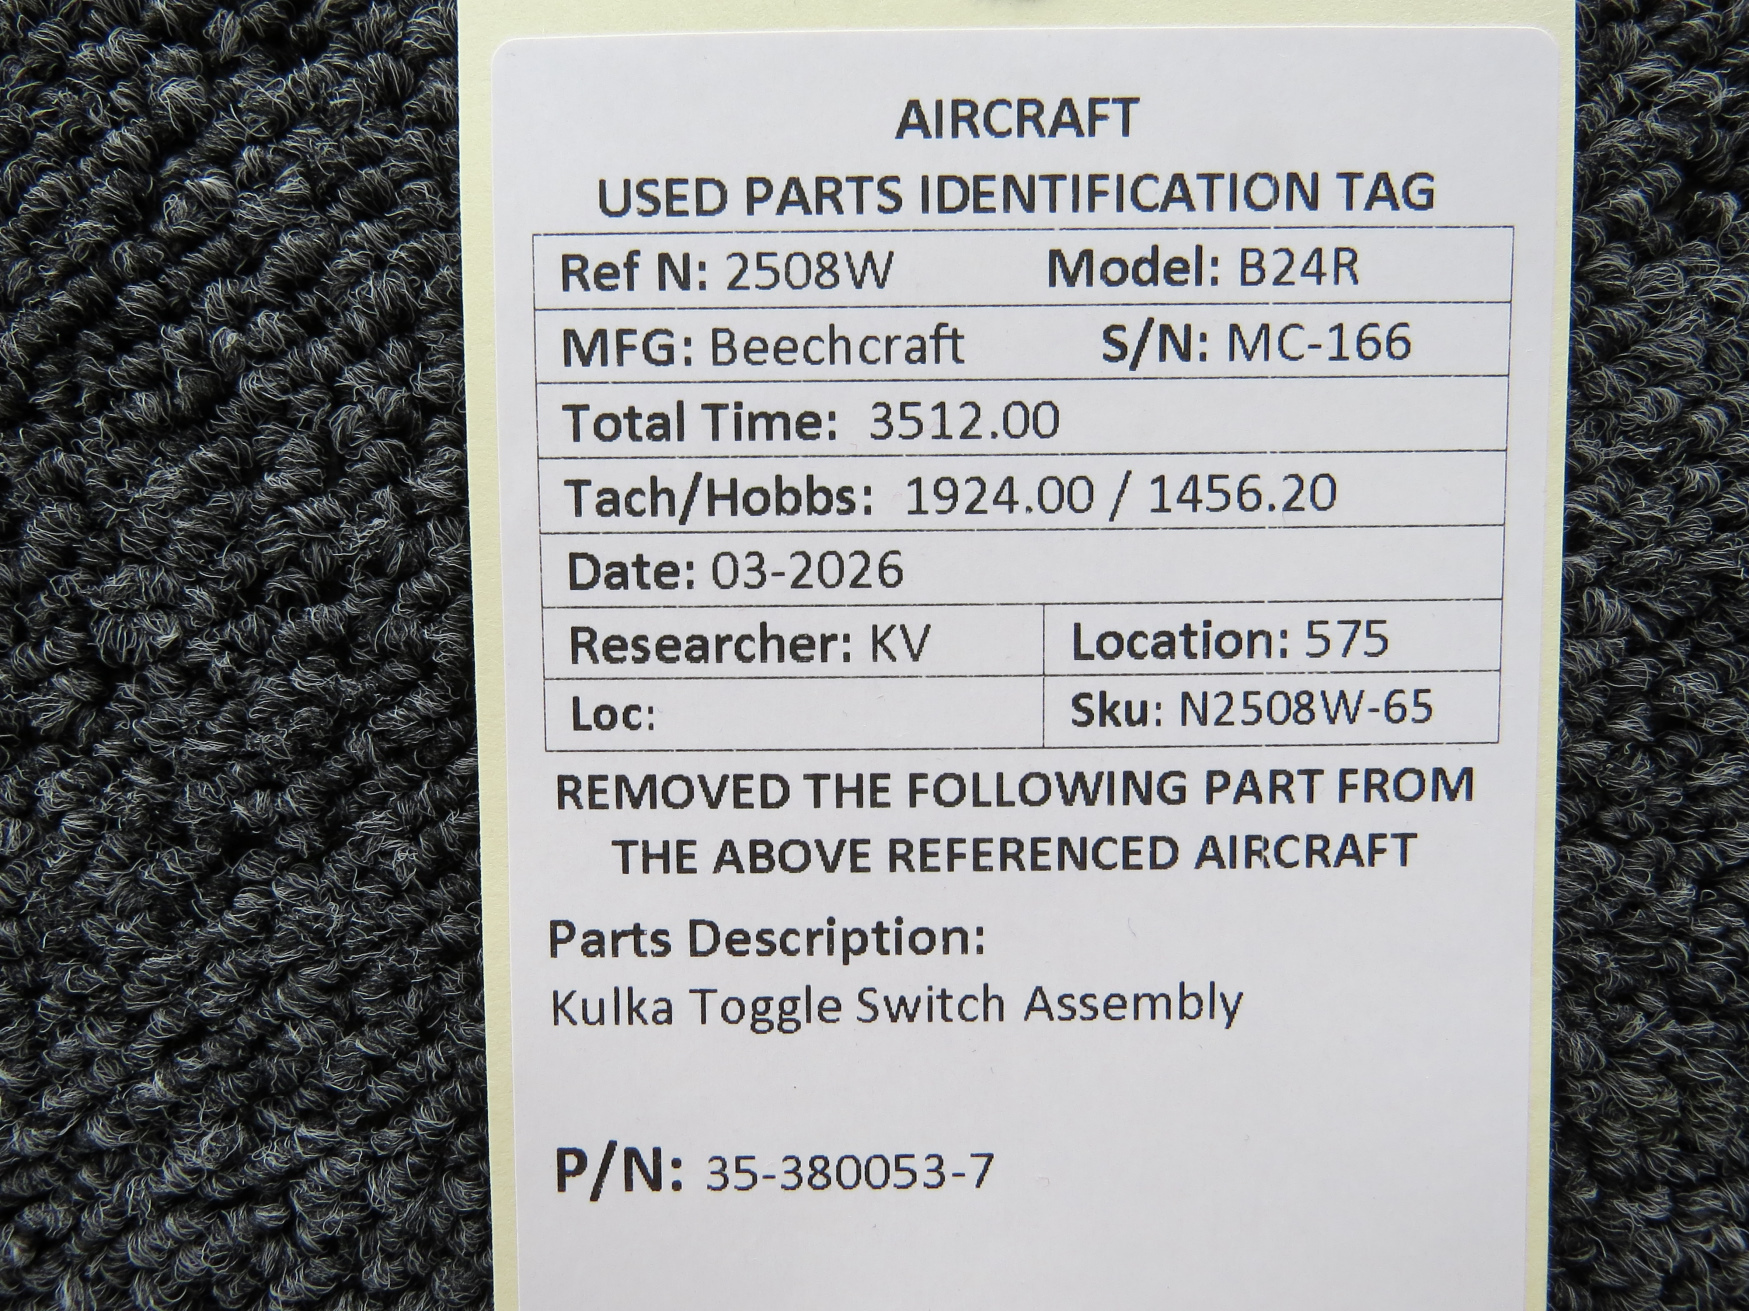 AIRCRAFT
USED PARTS IDENTIFICATION TAG
Ref N: 2508W Model: B24R
MFG: Beechcraft S/N: MC-166
Total Time: 3512.00
Tach/Hobbs: 1924.00 / 1456.20
Date: 03-2026
Researcher: KV Location: 575
Loc: Sku: N2508W-65
REMOVED THE FOLLOWING PART FROM
THE ABOVE REFERENCED AIRCRAFT
Parts Description:
Kulka Toggle Switch Assembly
P/N: 35-380053-7